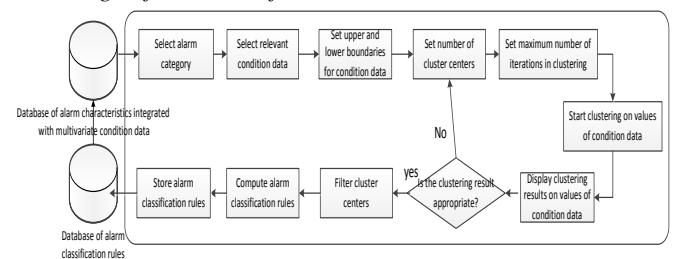 Select alarm
category
Select relevant
condition data
Set upper and
lower boundaries
for condition data
Set number of
cluster centers
Set maximum number of
iterations in clustering
Database of alarm characteristics integrated
with multivariate condition data
Start clustering on values
of condition data
No
yes
Is the clustering result
appropriate?
Display clustering
results on values of
condition data
Filter cluster
centers
Compute alarm
classification rules
Store alarm
classification rules
Database of alarm
classification rules